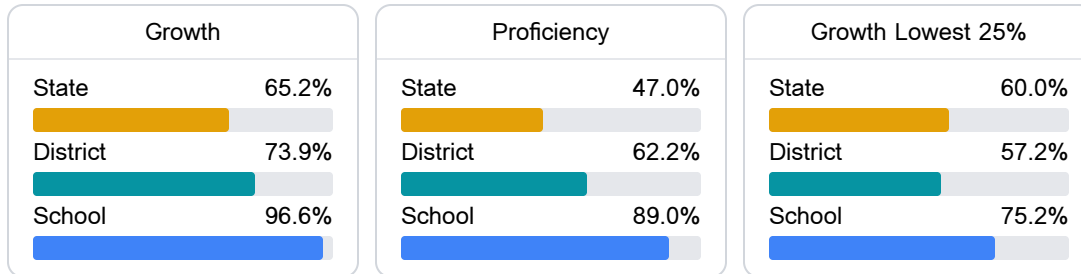 Growth
State 65.2%
District 73.9%
School 96.6%
Proficiency
State 47.0%
District 62.2%
School 89.0%
Growth Lowest 25%
State 60.0%
District 57.2%
School 75.2%